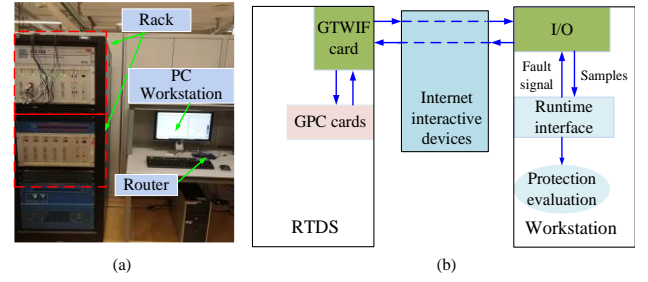 Rack
PC
Workstation
Router
(a)
GTWIF
card
GPC cards
RTDS
Internet
interactive
devices
I/O
Fault
signal
Samples
Runtime
interface
Protection
evaluation
Workstation
(b)